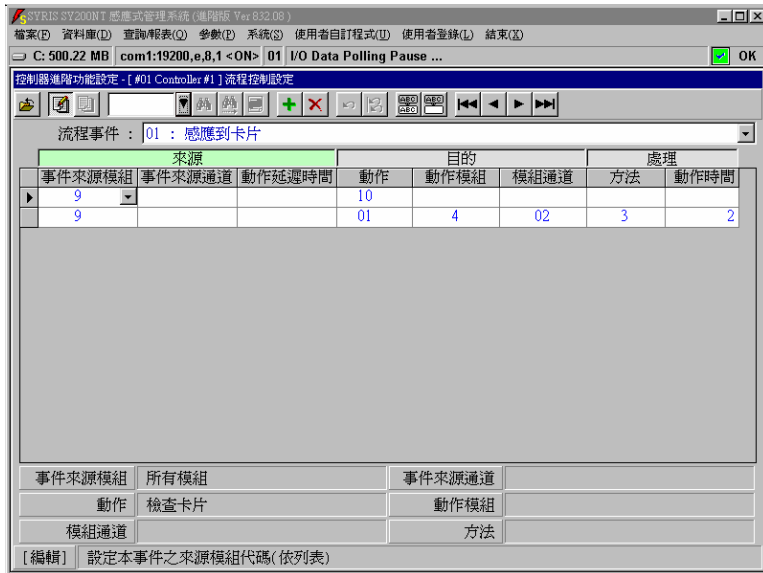 SYRIS SY200NT 感應式管理系統 (進階版 Ver 832.08 )
檔案(F) 資料庫(D) 查詢/報表(Q) 參數(P) 系統(S) 使用者自訂程式(U) 使用者登錄(L) 結束(X)
C: 500.22 MB com1:19200,e,8,1 <ON> 01 I/O Data Polling Pause ... OK
控制器進階功能設定 - [ #01 Controller #1 ] 流程控制設定
流程事件 : 01 : 感應到卡片
來源 目的 處理
事件來源模組 事件來源通道 動作延遲時間 動作 動作模組 模組通道 方法 動作時間
9 10
9 01 4 02 3 2
事件來源模組 所有模組 事件來源通道
動作 檢查卡片 動作模組
模組通道 方法
[編輯] 設定本事件之來源模組代碼(依列表)